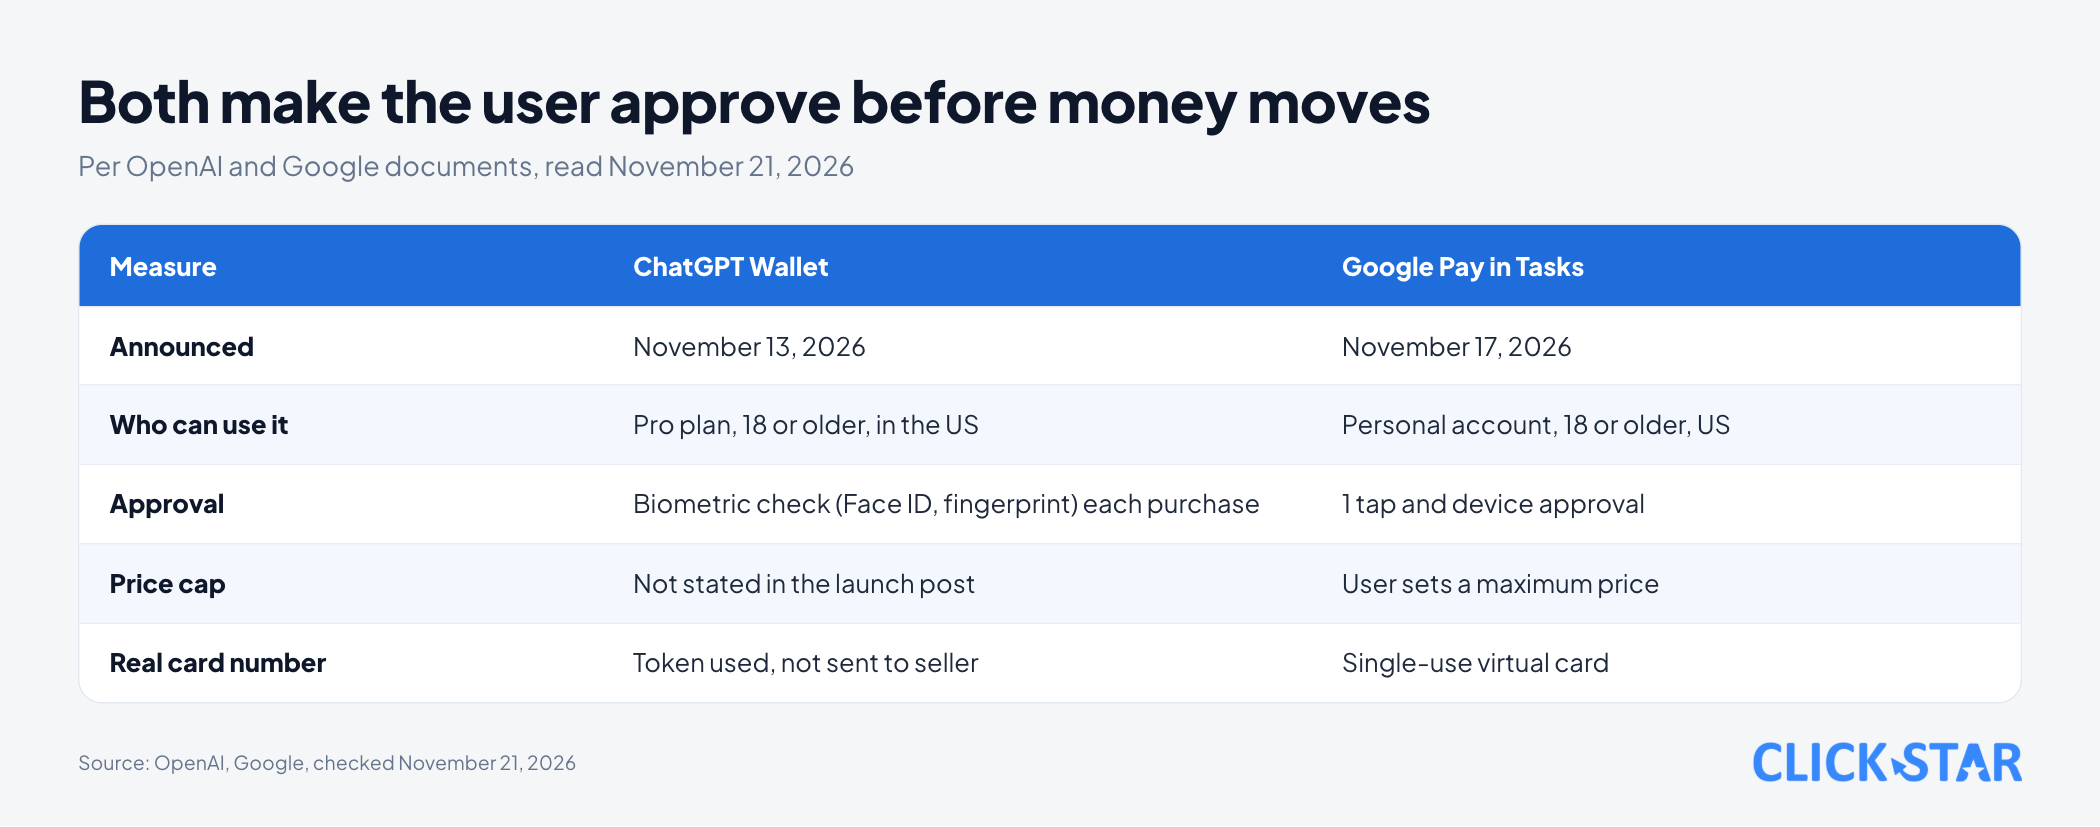 Both make the user approve before money moves
Per OpenAI and Google documents, read November 21, 2026
Measure ChatGPT Wallet Google Pay in Tasks
Announced November 13, 2026 November 17, 2026
Who can use it Pro plan, 18 or older, in the US Personal account, 18 or older, US
Approval Biometric check (Face ID, fingerprint) each purchase 1 tap and device approval
Price cap Not stated in the launch post User sets a maximum price
Real card number Token used, not sent to seller Single-use virtual card
Source: OpenAI, Google, checked November 21, 2026
CLICKSTAR